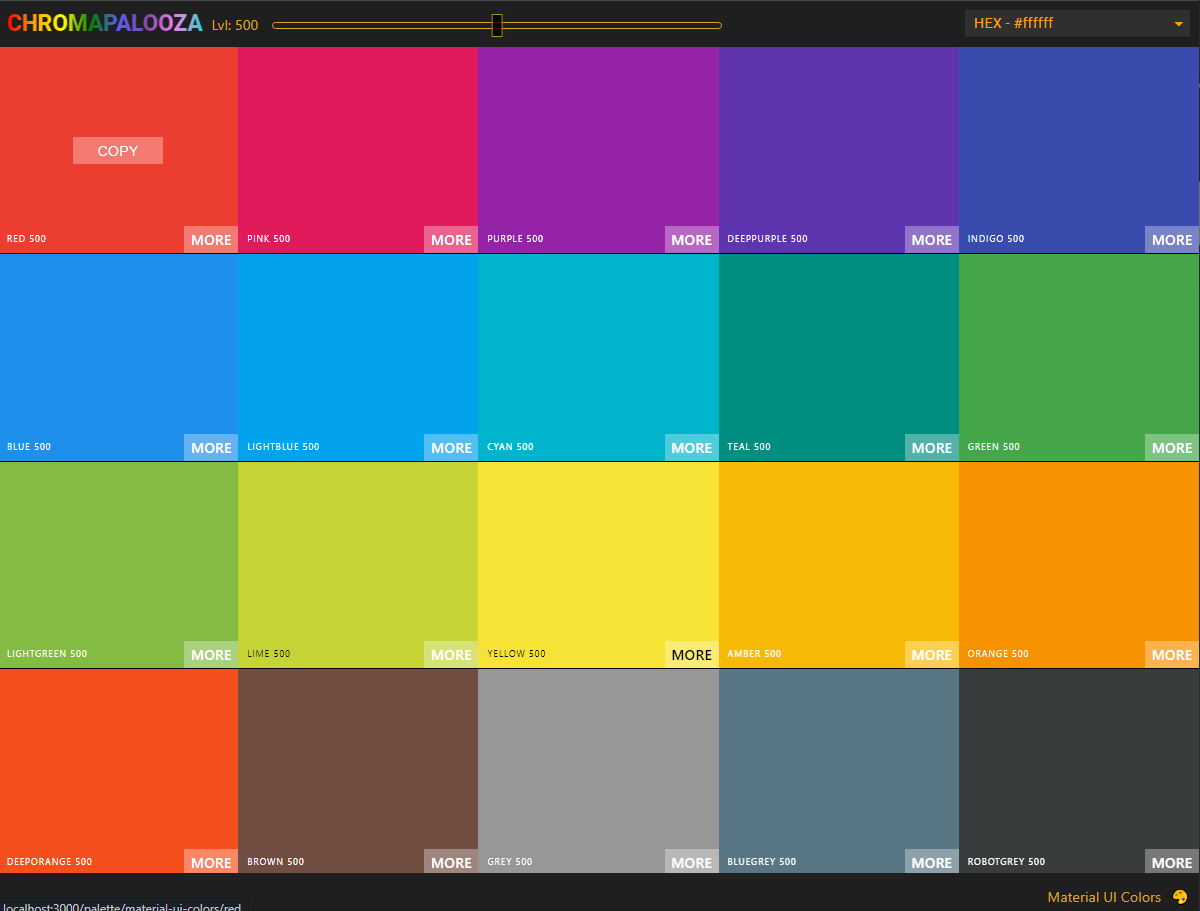 CHROMAPALOOZA Lvl: 500 HEX - #ffffff
COPY
RED 500 MORE PINK 500 MORE PURPLE 500 MORE DEEPPURPLE 500 MORE INDIGO 500 MORE
BLUE 500 MORE LIGHTBLUE 500 MORE CYAN 500 MORE TEAL 500 MORE GREEN 500 MORE
LIGHTGREEN 500 MORE LIME 500 MORE YELLOW 500 MORE AMBER 500 MORE ORANGE 500 MORE
DEEPORANGE 500 MORE BROWN 500 MORE GREY 500 MORE BLUEGREY 500 MORE ROBOTGREY 500 MORE
Material UI Colors
localhost:3000/palette/material-ui-colors/red